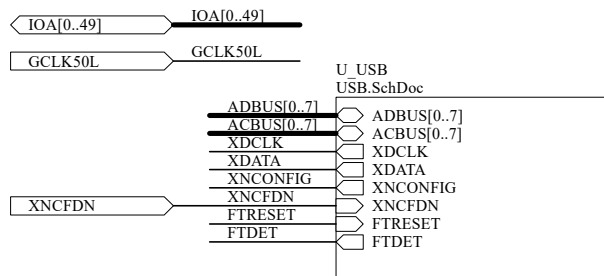 IOA[0..49] IOA[0..49]
GCLK50L GCLK50L
U_USB
USB.SchDoc
ADBUS[0..7] ADBUS[0..7]
ACBUS[0..7] ACBUS[0..7]
XDCLK XDCLK
XDATA XDATA
XNCONFIG XNCONFIG
XNCFDN XNCFDN XNCFDN
FTRESET FTRESET
FTDET FTDET